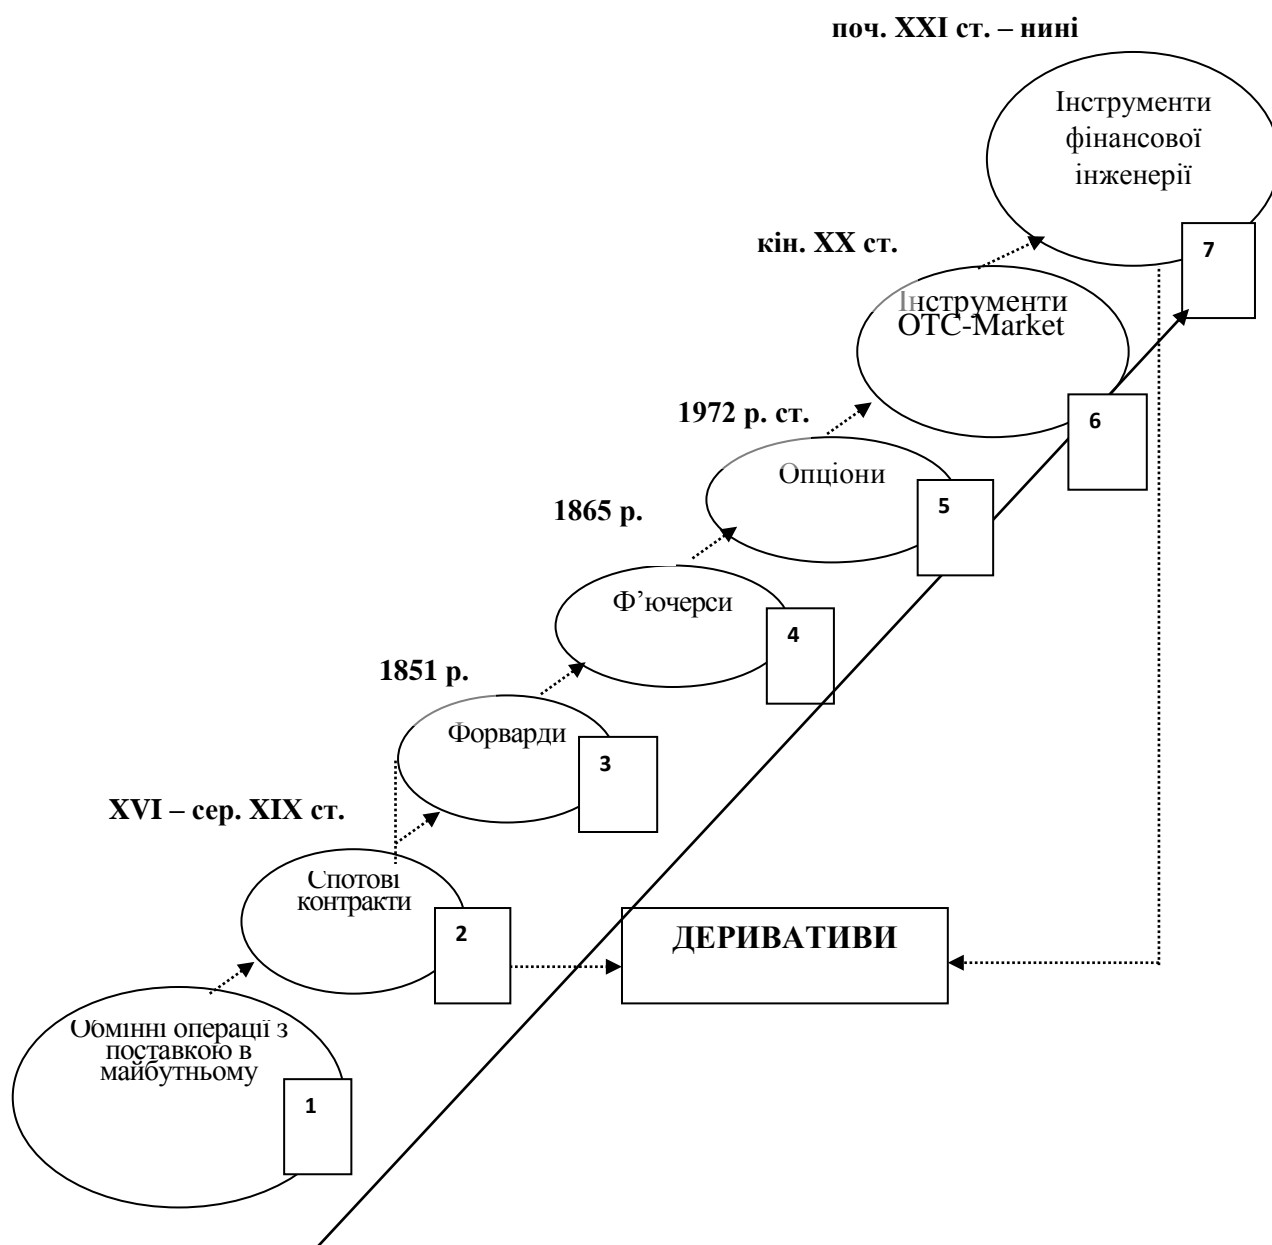 поч. XXI ст. – нині
Інструменти
фінансової
інженерії
7
кін. XX ст.
Інструменти
OTC-Market
6
1972 р. ст.
Опціони
5
1865 р.
Ф’ючерси
4
1851 р.
Форварди
3
XVI – сер. XIX ст.
Спотові
контракти
2
ДЕРИВАТИВИ
Обмінні операції з
поставкою в
майбутньому
1